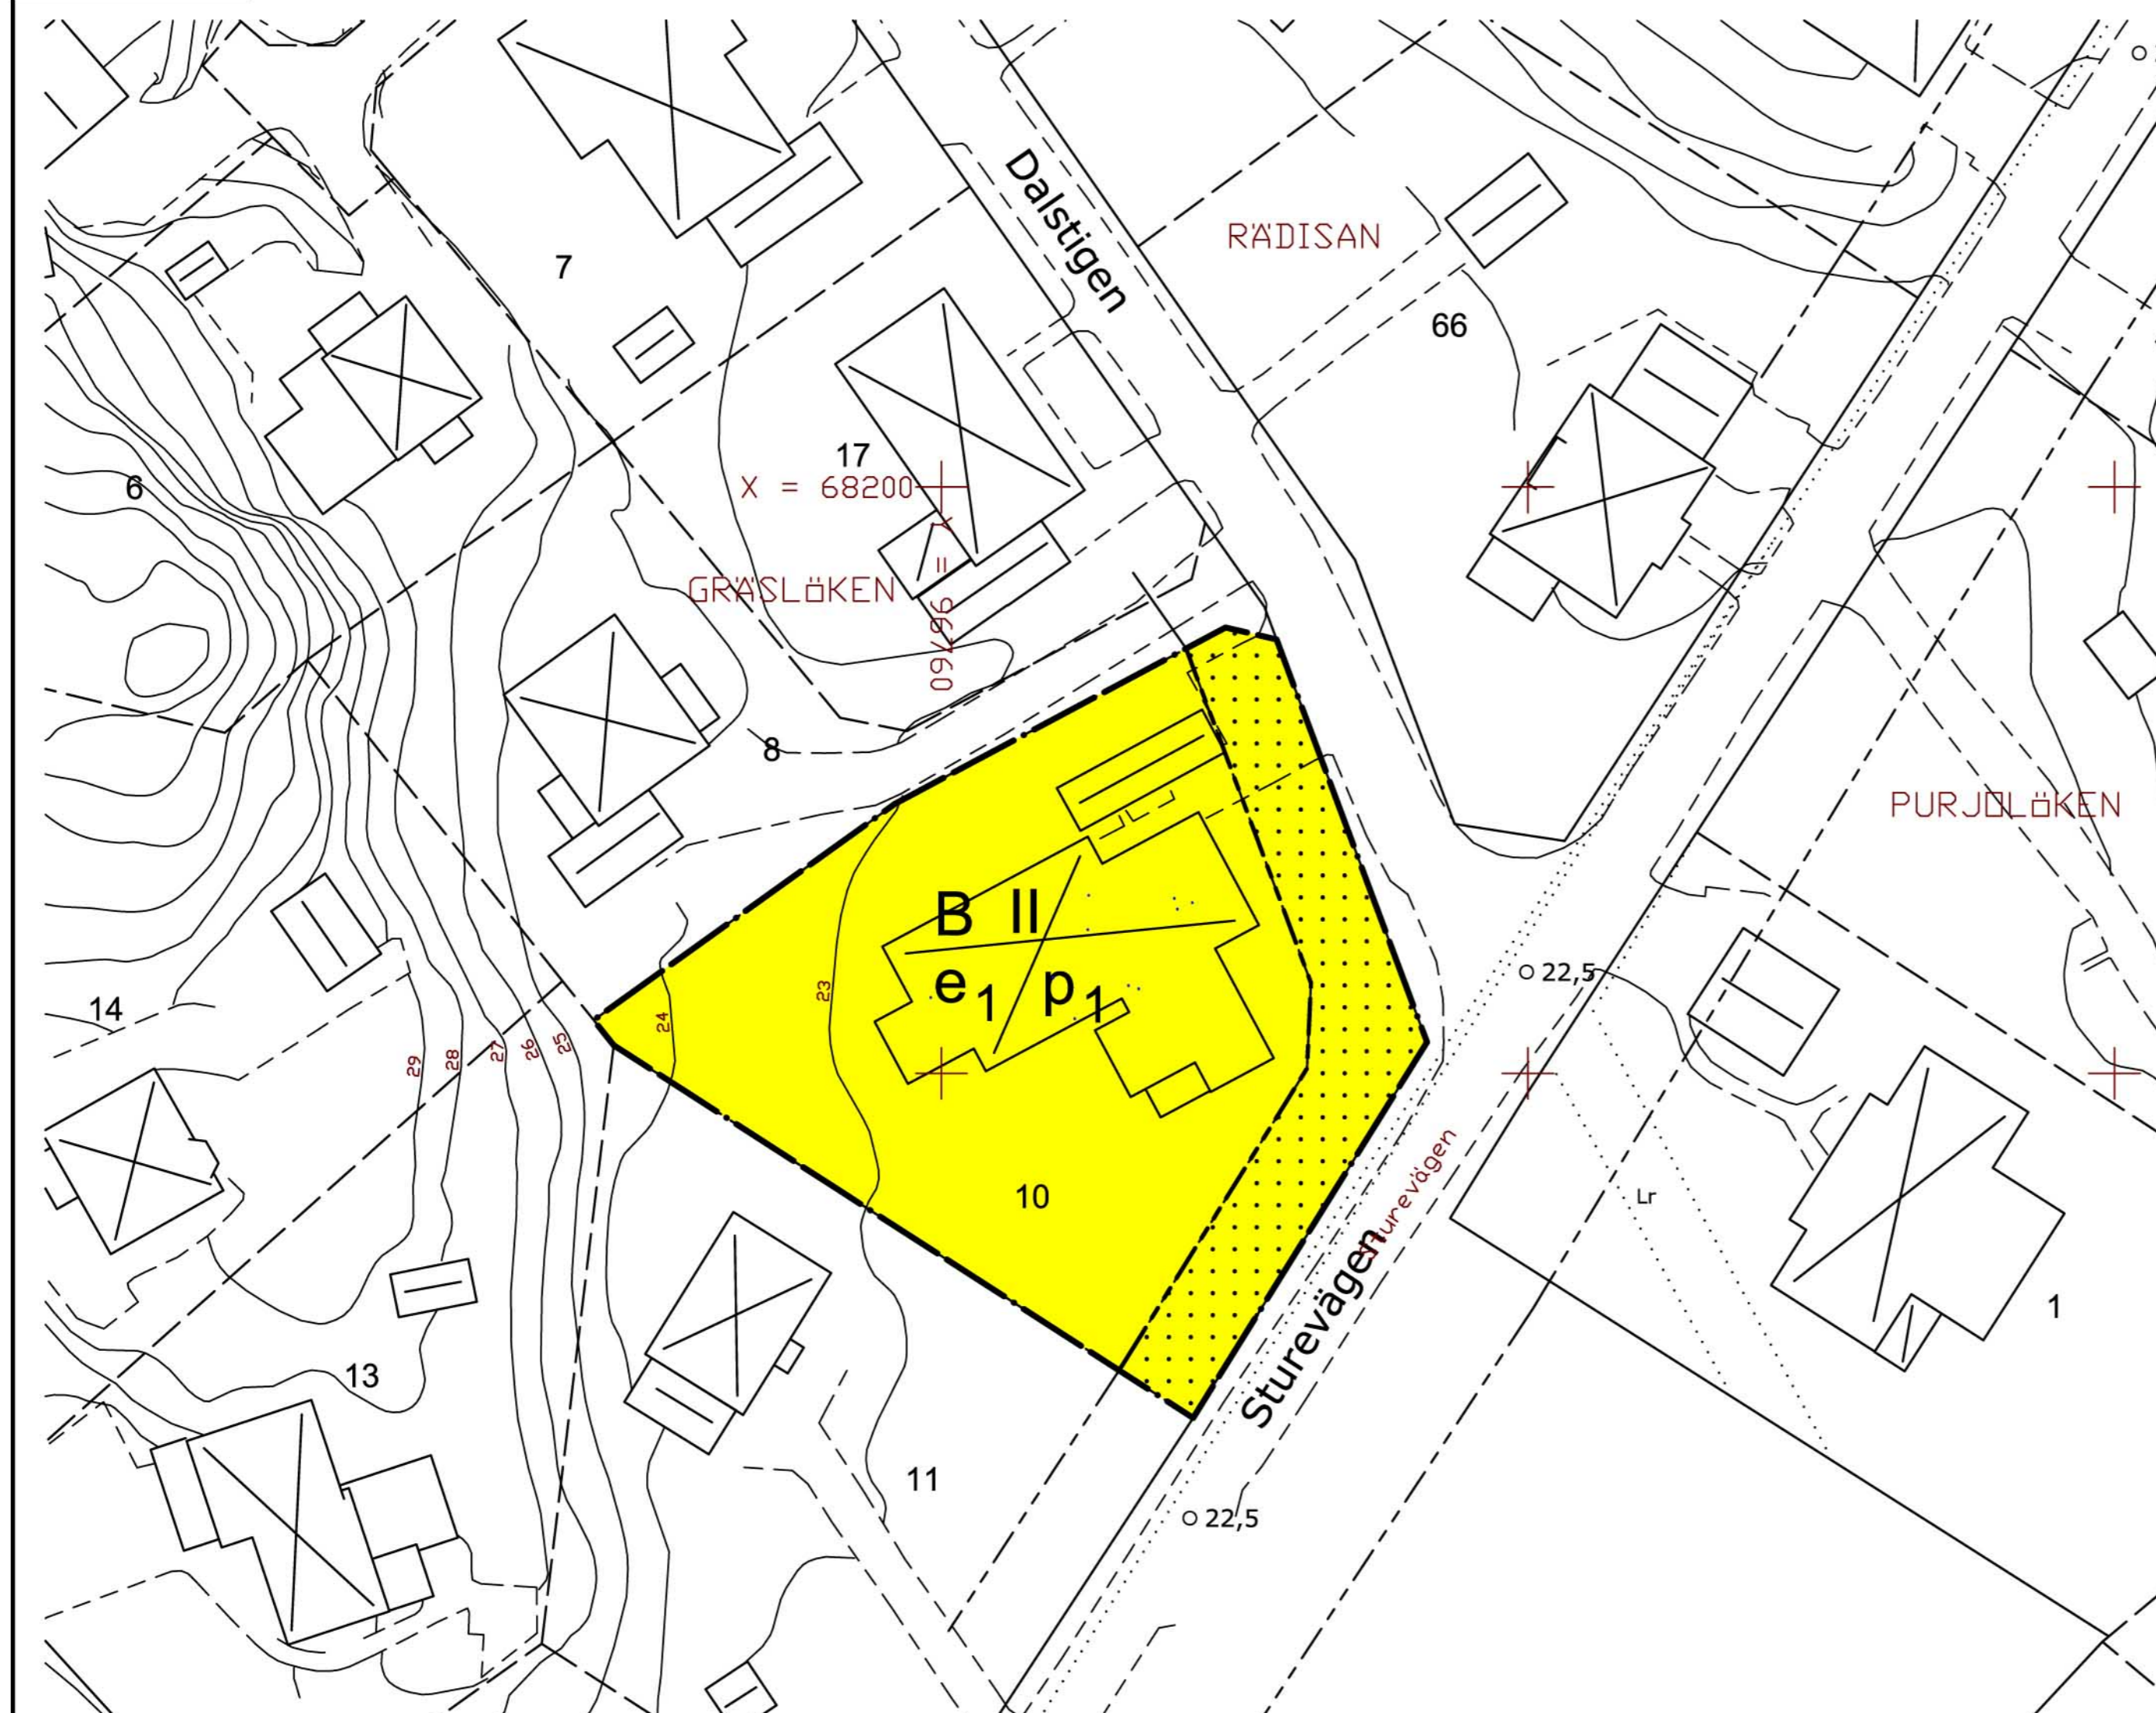 Dalstigen
RÄDISAN
7
66
17
6
X = 68200
GRÄSLÖKEN
Y = 96760
8
PURJOLÖKEN
B II
22,5
e1 p1
23
14
24
29
28
27
26
25
10
Sturevägen
Lr
Sturevägen
1
13
11
22,5